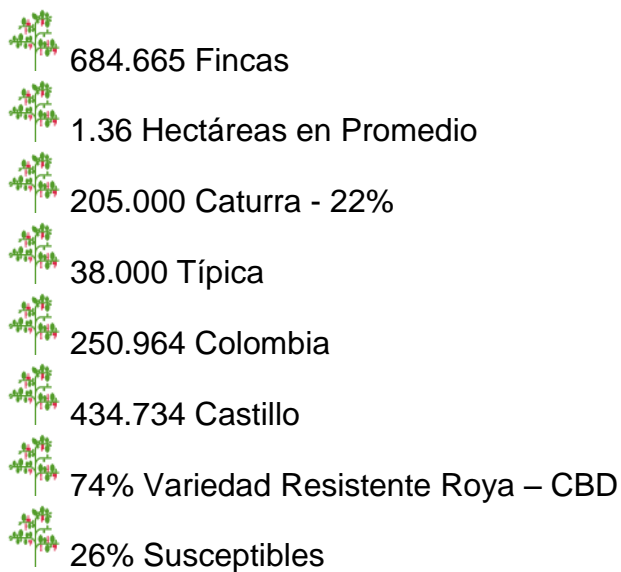 684.665 Fincas
1.36 Hectáreas en Promedio
205.000 Caturra - 22%
38.000 Típica
250.964 Colombia
434.734 Castillo
74% Variedad Resistente Roya – CBD
26% Susceptibles